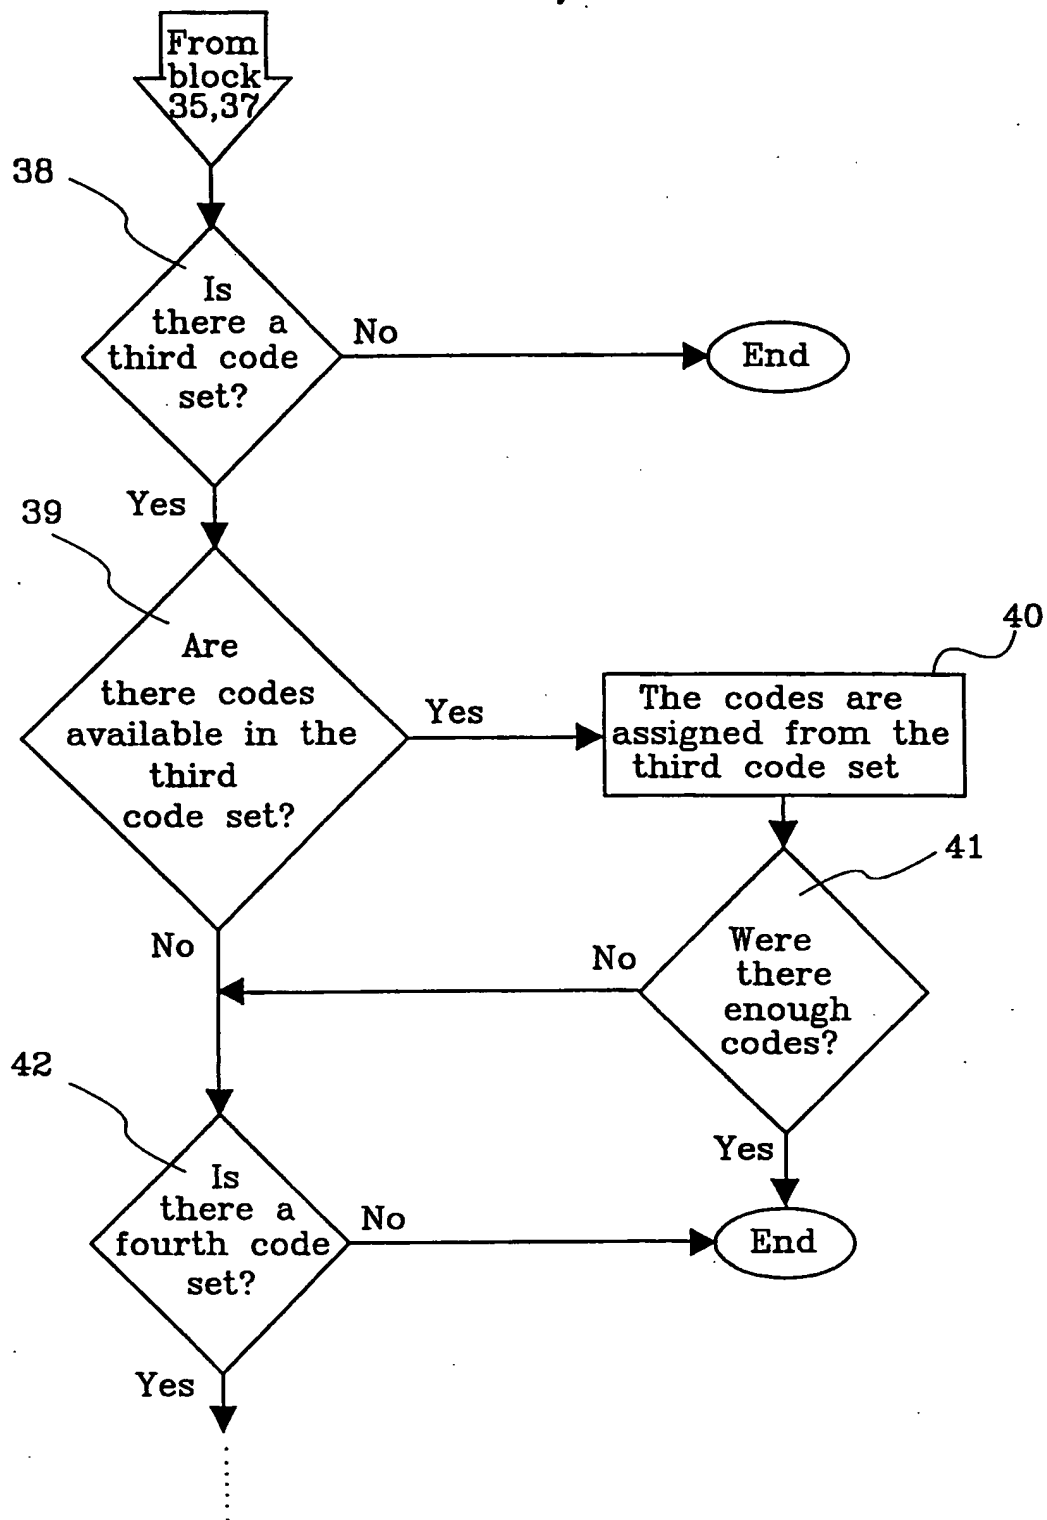 From
block
35,37
38
Is
there a
third code
set?
No
End
Yes
39
Are
there codes
available in the
third
code set?
Yes
40
The codes are
assigned from the
third code set
41
Were
there
enough
codes?
No
No
Yes
42
Is
there a
fourth code
set?
No
End
Yes